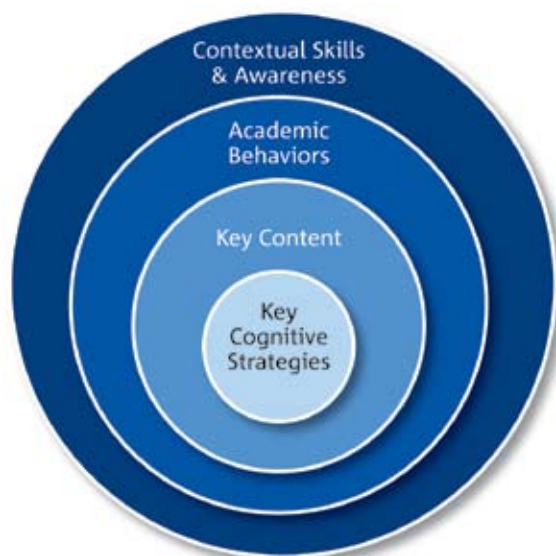 Contextual Skills
& Awareness
Academic
Behaviors
Key Content
Key
Cognitive
Strategies